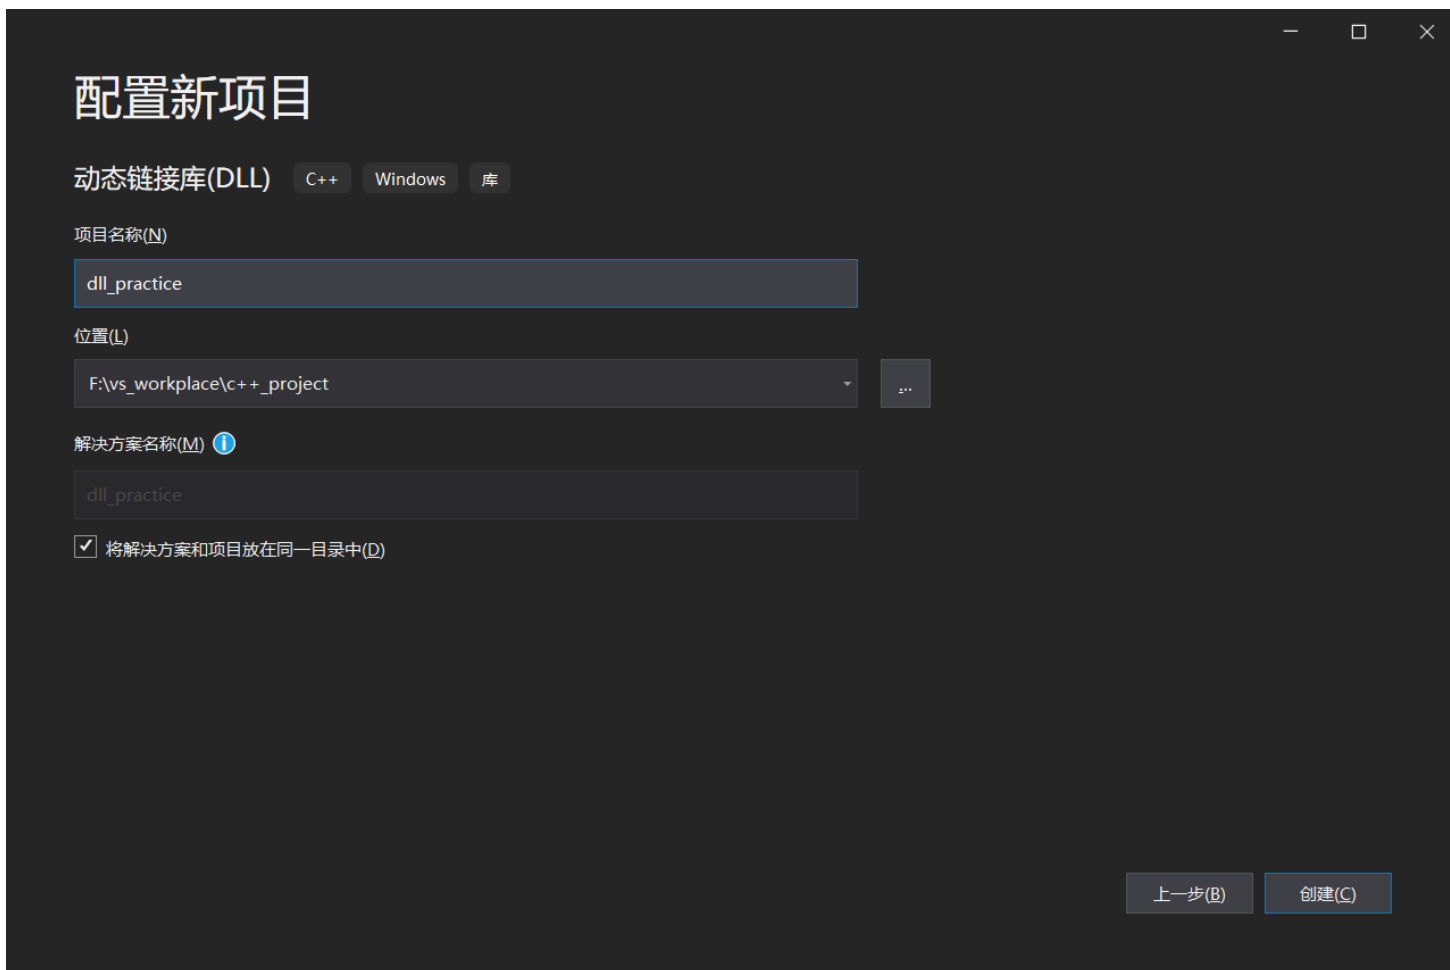 配置新项目
动态链接库(DLL) C++ Windows 库
项目名称(N)
dll_practice
位置(L)
F:\vs_workplace\c++_project
...
解决方案名称(M)
dll_practice
将解决方案和项目放在同一目录中(D)
上一步(B) 创建(C)